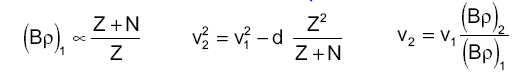 (Bρ)₁ ∝ (Z + N)/Z    v₂² = v₁² – d Z²/(Z + N)    v₂ = v₁ (Bρ)₂/(Bρ)₁